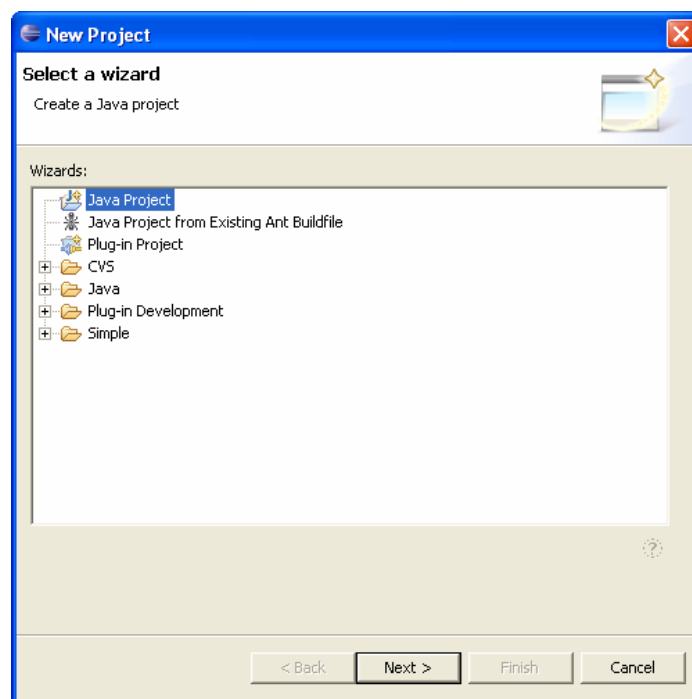 New Project
Select a wizard
Create a Java project
Wizards:
Java Project
Java Project from Existing Ant Buildfile
Plug-in Project
CVS
Java
Plug-in Development
Simple
?
< Back Next > Finish Cancel